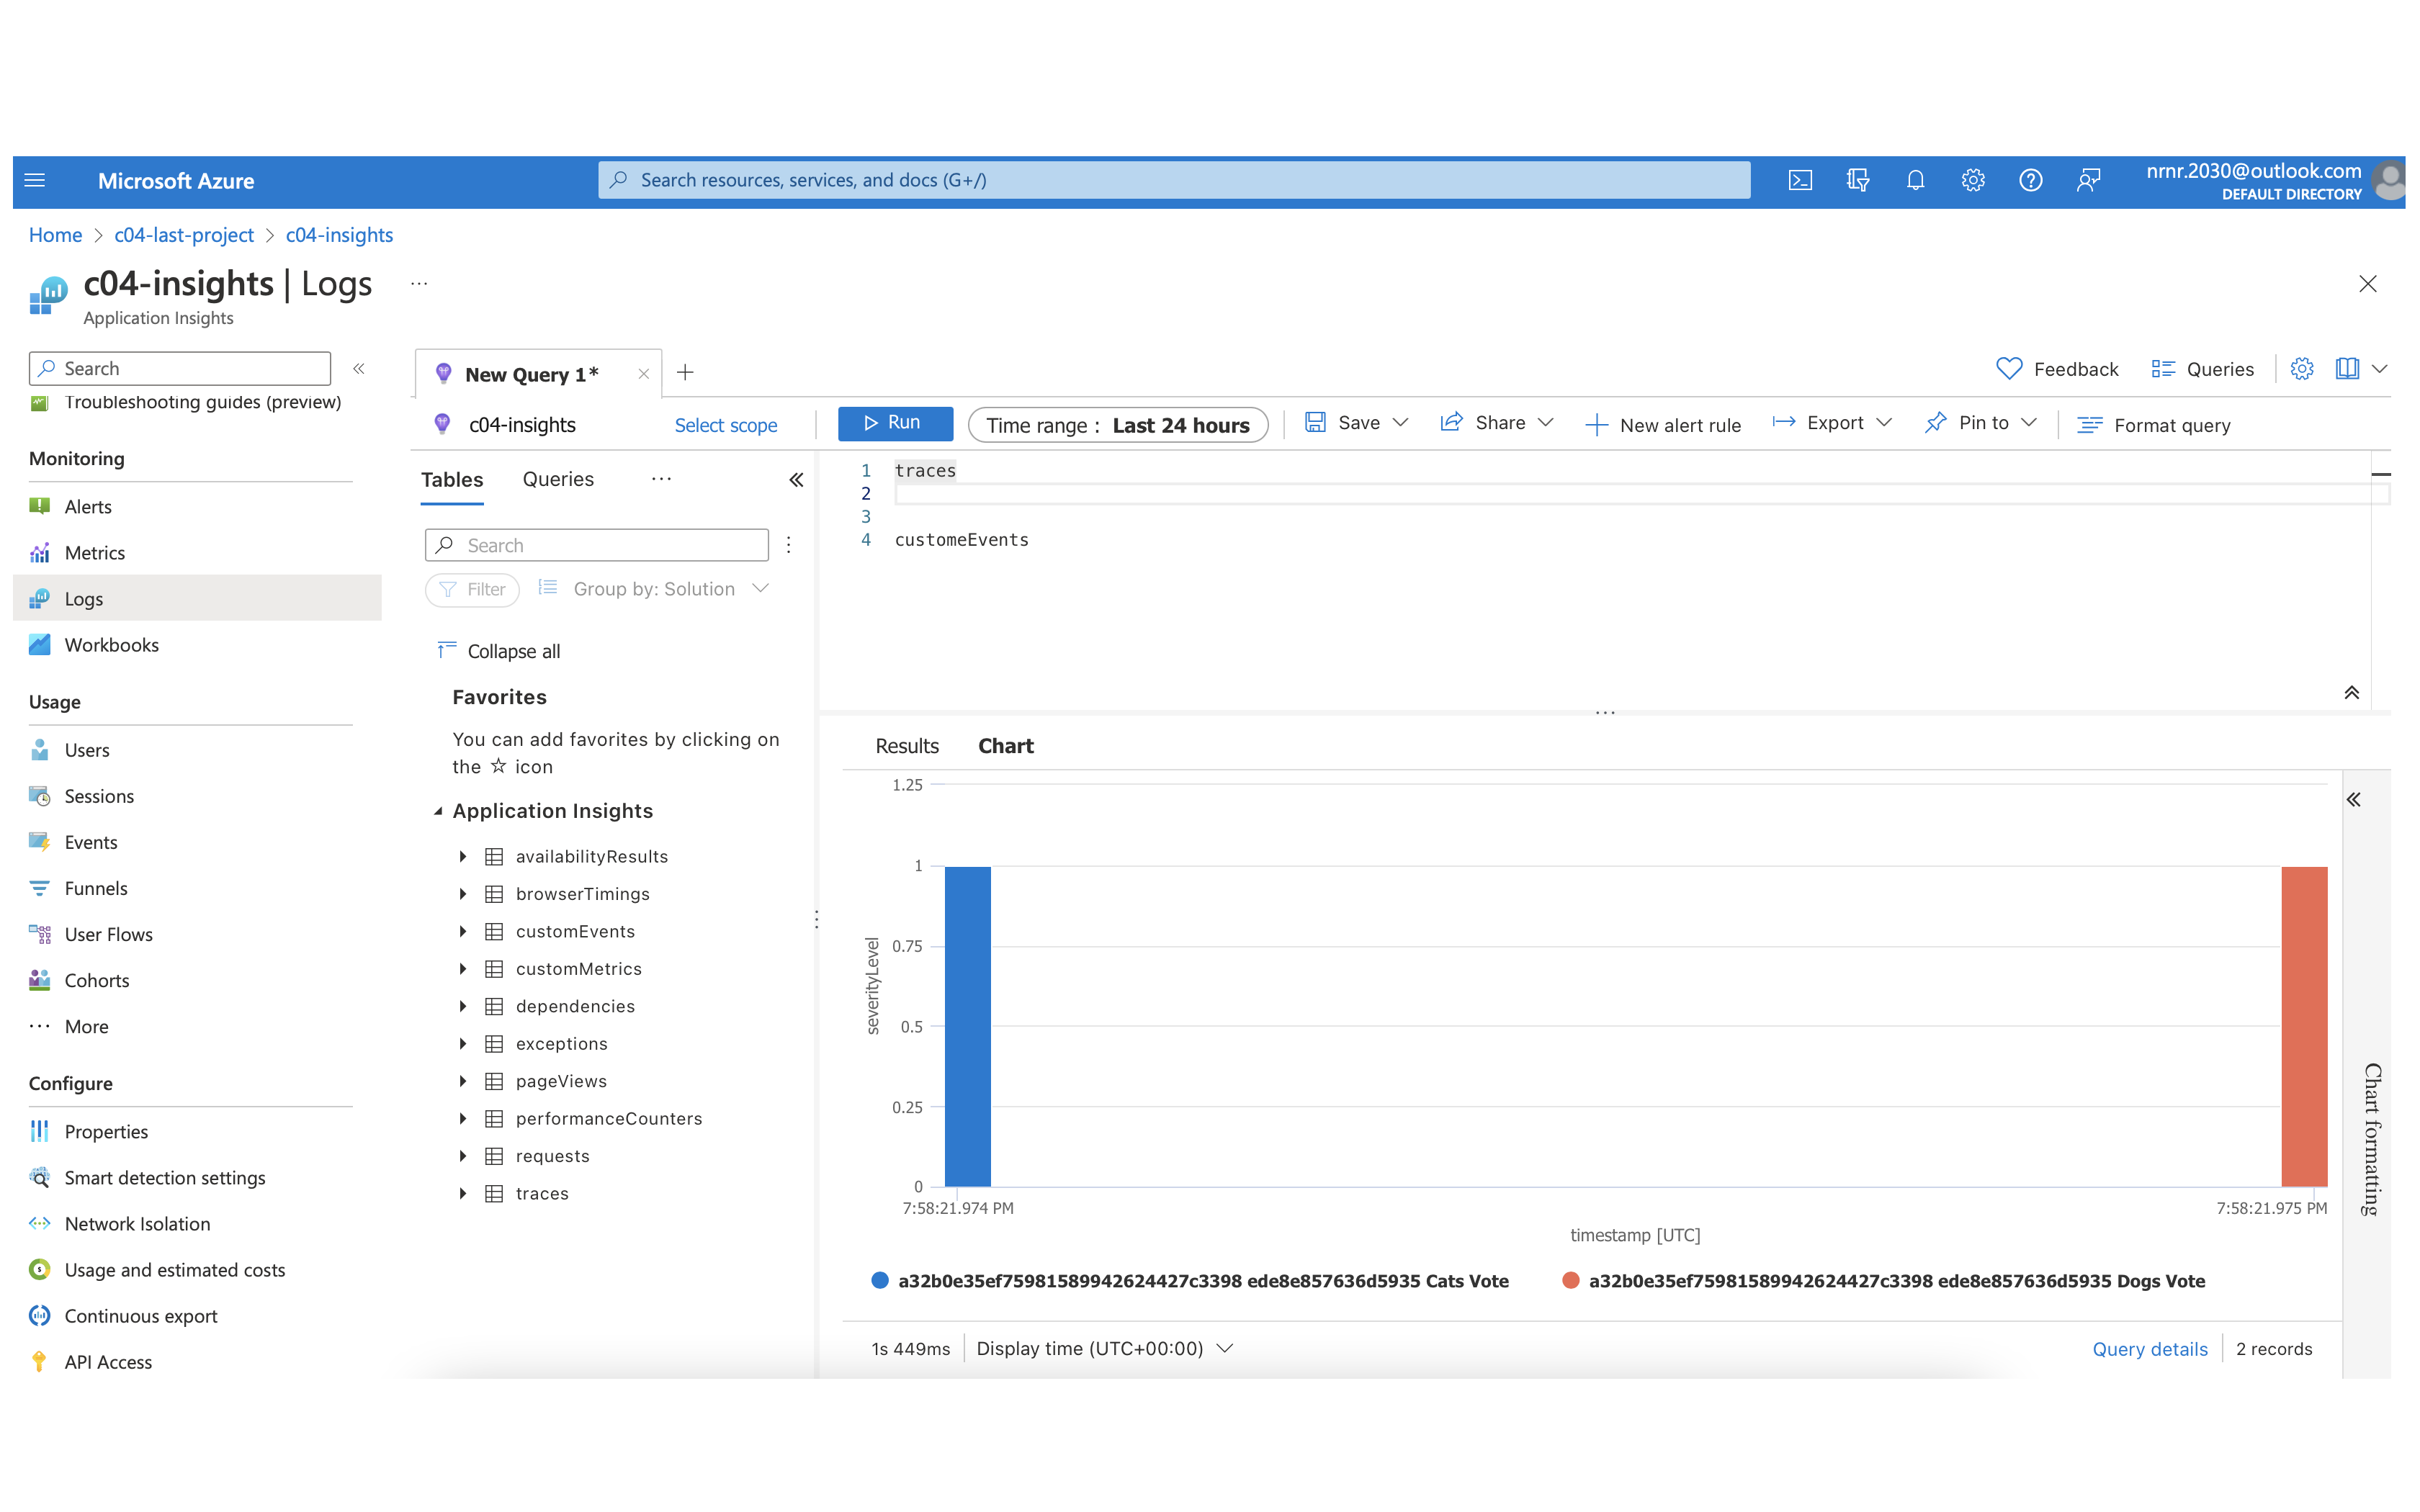 Microsoft Azure
Search resources, services, and docs (G+/)
nrnr.2030@outlook.com
DEFAULT DIRECTORY
Home > c04-last-project > c04-insights
c04-insights | Logs ...
Application Insights
Search
Troubleshooting guides (preview)
Monitoring
Alerts
Metrics
Logs
Workbooks
Usage
Users
Sessions
Events
Funnels
User Flows
Cohorts
More
Configure
Properties
Smart detection settings
Network Isolation
Usage and estimated costs
Continuous export
API Access
New Query 1*
Feedback
Queries
c04-insights
Select scope
Run
Time range : Last 24 hours
Save
Share
New alert rule
Export
Pin to
Format query
Tables
Queries
...
Search
Filter
Group by: Solution
Collapse all
Favorites
You can add favorites by clicking on
the ☆ icon
Application Insights
availabilityResults
browserTimings
customEvents
customMetrics
dependencies
exceptions
pageViews
performanceCounters
requests
traces
1 traces
2
3
4 customeEvents
Results
Chart
1.25
1
0.75
0.5
0.25
0
severityLevel
7:58:21.974 PM
7:58:21.975 PM
timestamp [UTC]
a32b0e35ef75981589942624427c3398 ede8e857636d5935 Cats Vote
a32b0e35ef75981589942624427c3398 ede8e857636d5935 Dogs Vote
Chart formatting
1s 449ms
Display time (UTC+00:00)
Query details
2 records